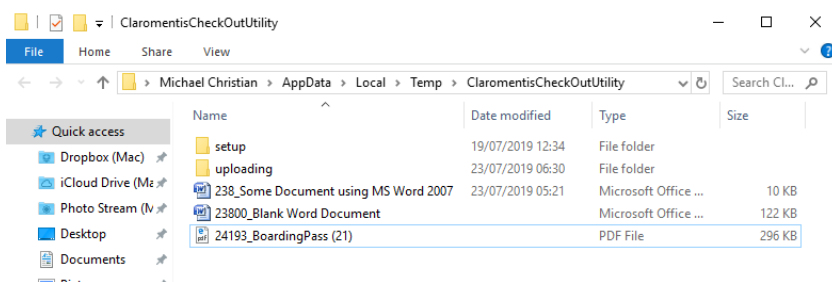 ClaromentisCheckOutUtility
File Home Share View
Michael Christian > AppData > Local > Temp > ClaromentisCheckOutUtility Search Cl...
Name Date modified Type Size
Quick access
Dropbox (Mac)
iCloud Drive (Ma
Photo Stream (M
Desktop
Documents
setup 19/07/2019 12:34 File folder
uploading 23/07/2019 06:30 File folder
238_Some Document using MS Word 2007 23/07/2019 05:21 Microsoft Office ... 10 KB
23800_Blank Word Document Microsoft Office ... 122 KB
24193_BoardingPass (21) PDF File 296 KB